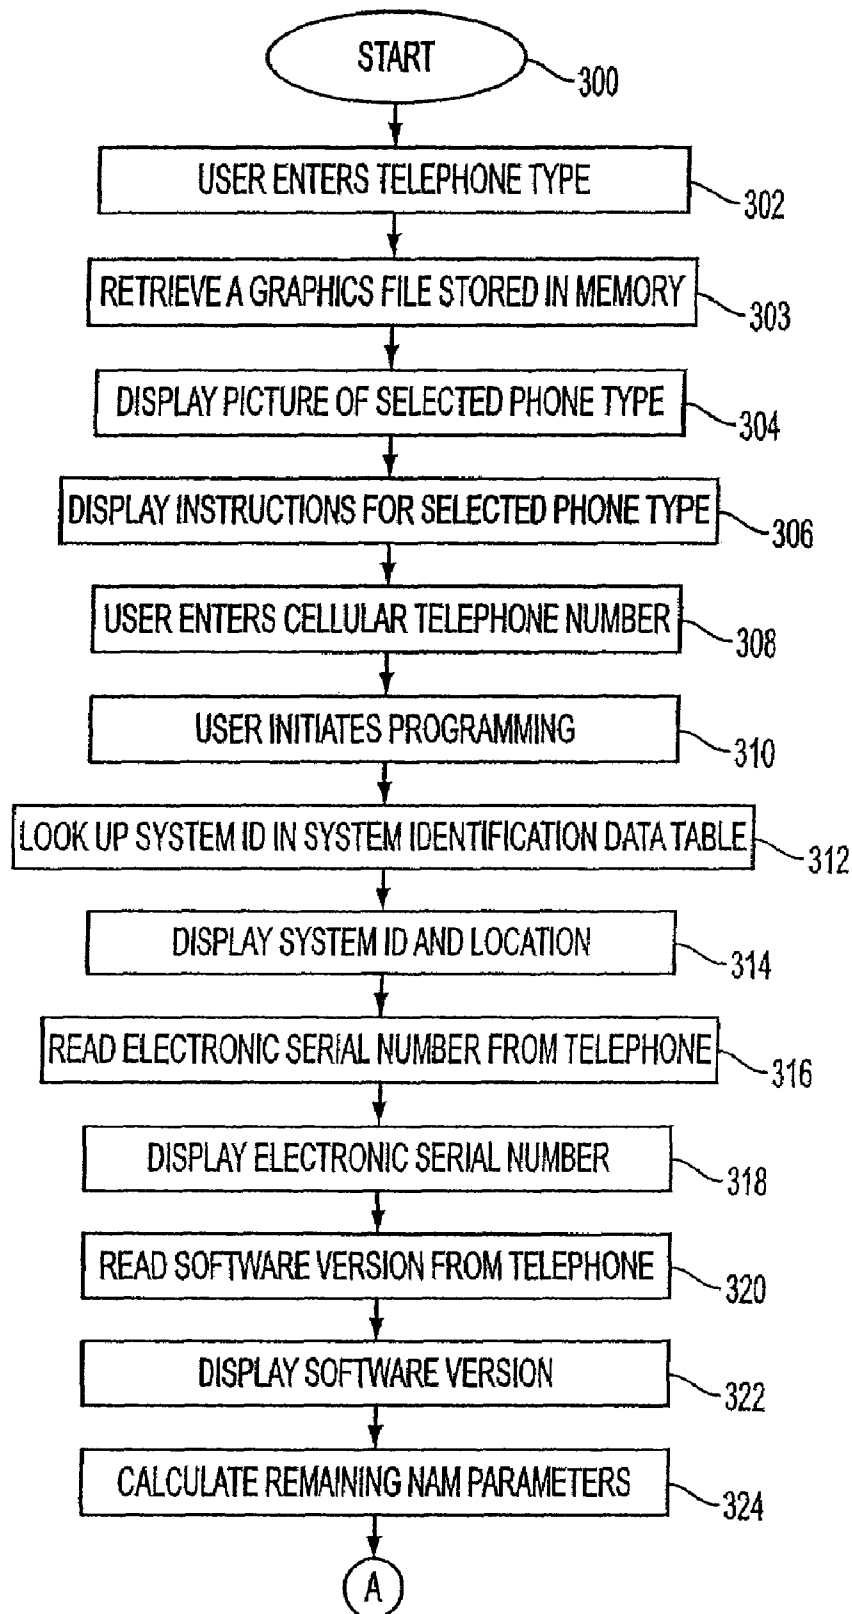 START
300
USER ENTERS TELEPHONE TYPE
302
RETRIEVE A GRAPHICS FILE STORED IN MEMORY
303
DISPLAY PICTURE OF SELECTED PHONE TYPE
304
DISPLAY INSTRUCTIONS FOR SELECTED PHONE TYPE
306
USER ENTERS CELLULAR TELEPHONE NUMBER
308
USER INITIATES PROGRAMMING
310
LOOK UP SYSTEM ID IN SYSTEM IDENTIFICATION DATA TABLE
312
DISPLAY SYSTEM ID AND LOCATION
314
READ ELECTRONIC SERIAL NUMBER FROM TELEPHONE
316
DISPLAY ELECTRONIC SERIAL NUMBER
318
READ SOFTWARE VERSION FROM TELEPHONE
320
DISPLAY SOFTWARE VERSION
322
CALCULATE REMAINING NAM PARAMETERS
324
A